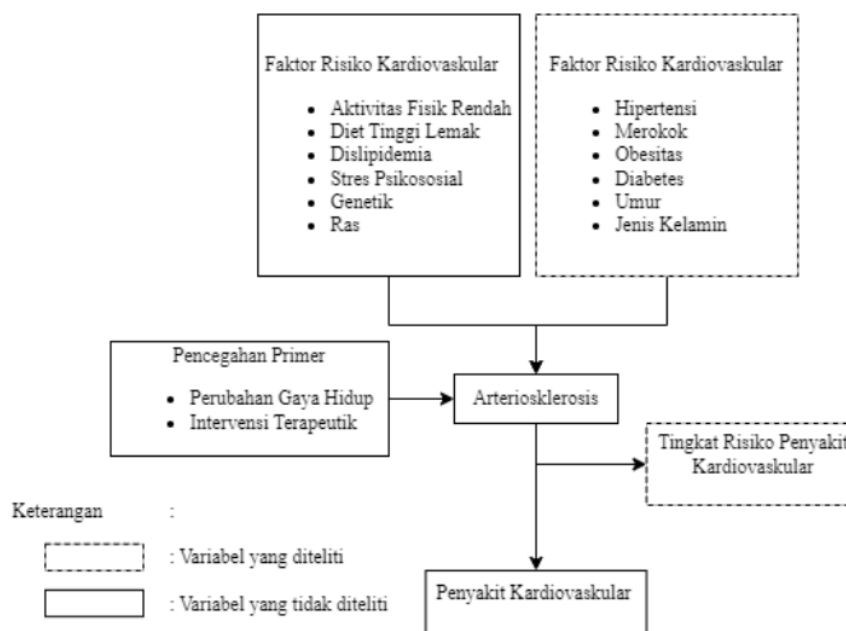 Faktor Risiko Kardiovaskular
• Aktivitas Fisik Rendah
• Diet Tinggi Lemak
• Dislipidemia
• Stres Psikososial
• Genetik
• Ras
Faktor Risiko Kardiovaskular
• Hipertensi
• Merokok
• Obesitas
• Diabetes
• Umur
• Jenis Kelamin
Pencegahan Primer
• Perubahan Gaya Hidup
• Intervensi Terapeutik
Arteriosklerosis
Tingkat Risiko Penyakit
Kardiovaskular
Penyakit Kardiovaskular
Keterangan :
: Variabel yang diteliti
: Variabel yang tidak diteliti